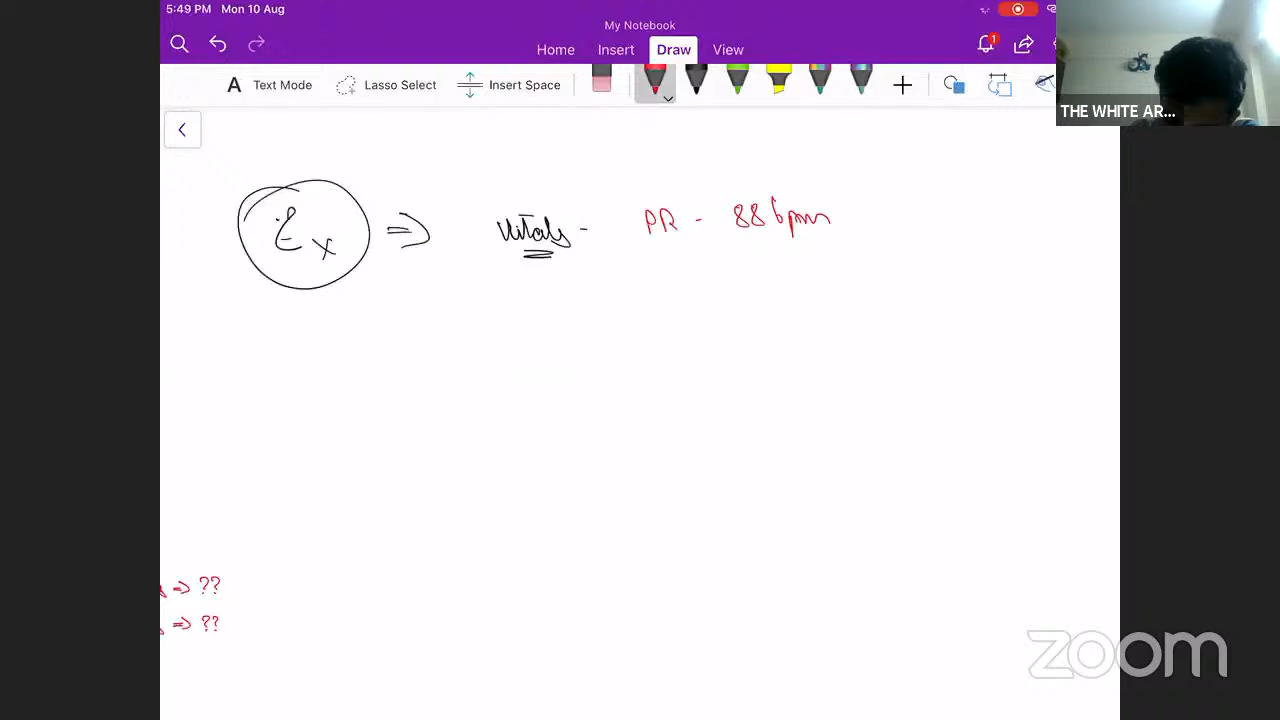 5:49 PM Mon 10 Aug
My Notebook
Home Insert Draw View
1
A Text Mode Lasso Select Insert Space
THE WHITE AR...
Ex ⇒ Vitals - PR - 88 bpm
⇒ ??
⇒ ??
zoom